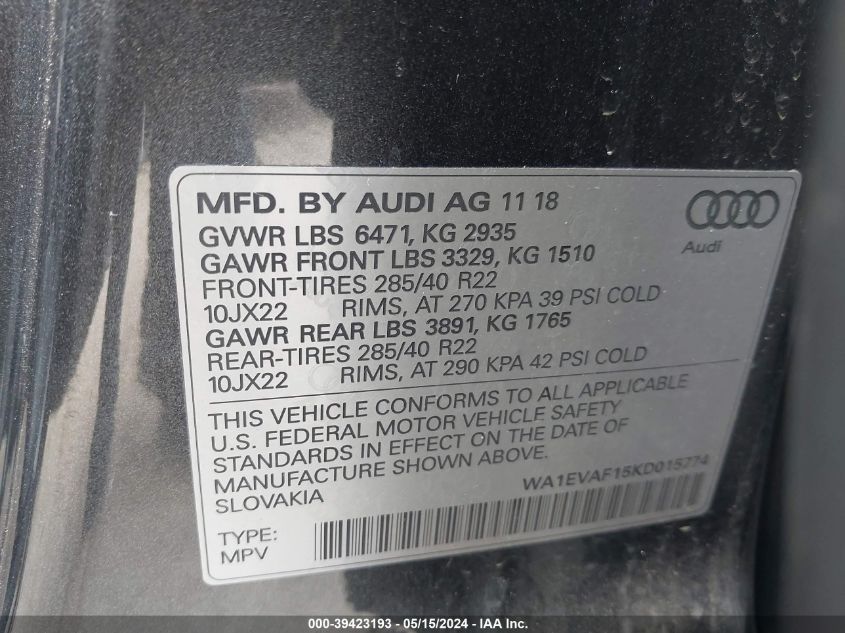 MFD. BY AUDI AG 11 18
GVWR LBS 6471, KG 2935
GAWR FRONT LBS 3329, KG 1510
FRONT-TIRES 285/40 R22
10JX22 RIMS, AT 270 KPA 39 PSI COLD
GAWR REAR LBS 3891, KG 1765
REAR-TIRES 285/40 R22
10JX22 RIMS, AT 290 KPA 42 PSI COLD
Audi
THIS VEHICLE CONFORMS TO ALL APPLICABLE
U.S. FEDERAL MOTOR VEHICLE SAFETY
STANDARDS IN EFFECT ON THE DATE OF
MANUFACTURE SHOWN ABOVE.
SLOVAKIA
WA1EVAF15KD015774
TYPE:
MPV
000-39423193 - 05/15/2024 - IAA Inc.